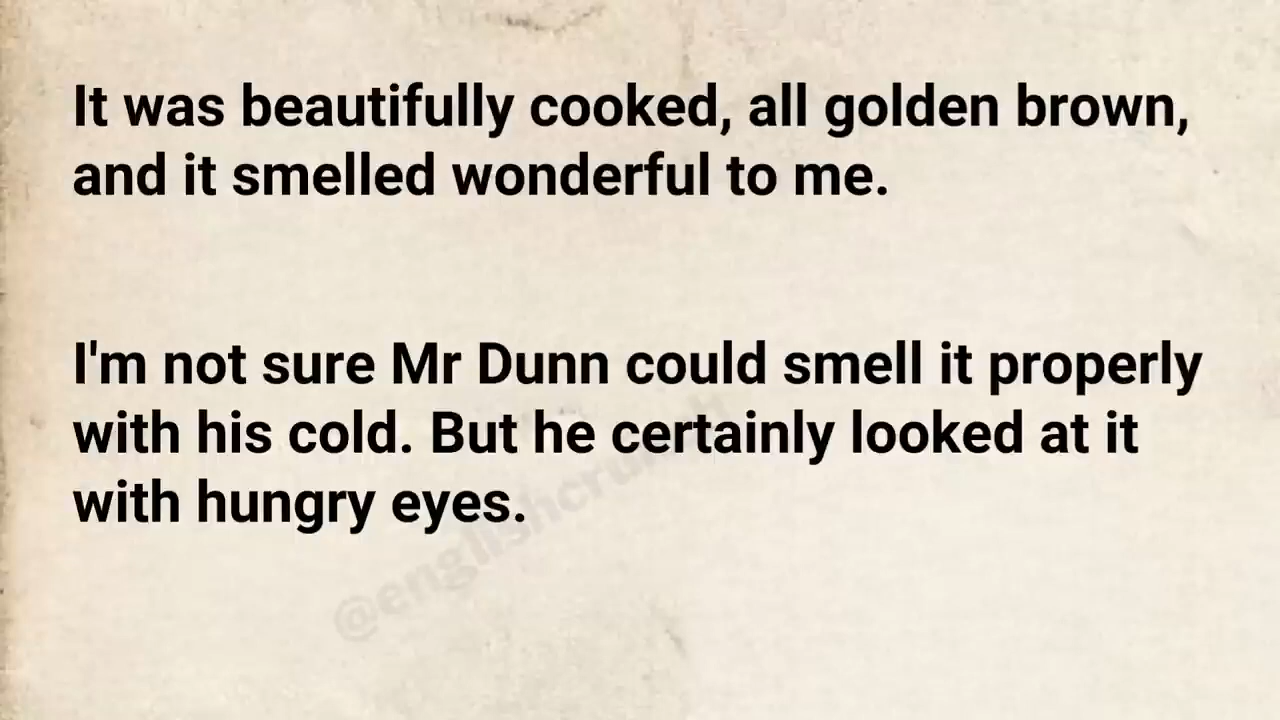 It was beautifully cooked, all golden brown,
and it smelled wonderful to me.
I'm not sure Mr Dunn could smell it properly
with his cold. But he certainly looked at it
with hungry eyes.